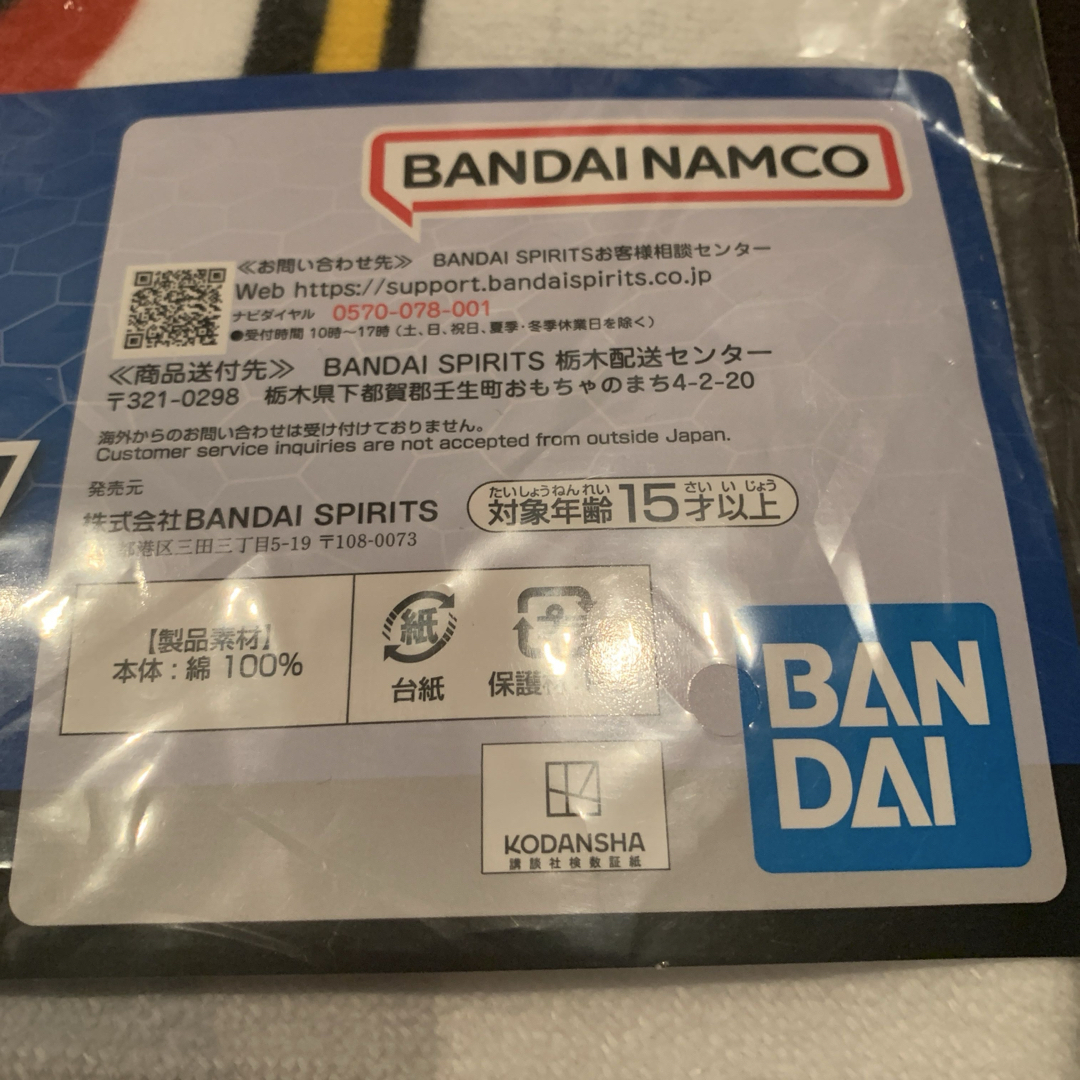 BANDAI NAMCO
≪お問い合わせ先≫ BANDAI SPIRITSお客様相談センター
Web https://support.bandaispirits.co.jp
ナビダイヤル 0570-078-001
●受付時間 10時～17時（土、日、祝日、夏季・冬季休業日を除く）
≪商品送付先≫ BANDAI SPIRITS 栃木配送センター
〒321-0298 栃木県下都賀郡壬生町おもちゃのまち4-2-20
海外からのお問い合わせは受け付けておりません。
Customer service inquiries are not accepted from outside Japan.
発売元
株式会社BANDAI SPIRITS
都港区三田三丁目5-19 〒108-0073
たいしょうねんれい さい いじょう
対象年齢15才以上
【製品素材】
本体：綿 100%
紙
台紙
プラ
保護
KODANSHA
講談社検数証紙
BAN
DAI